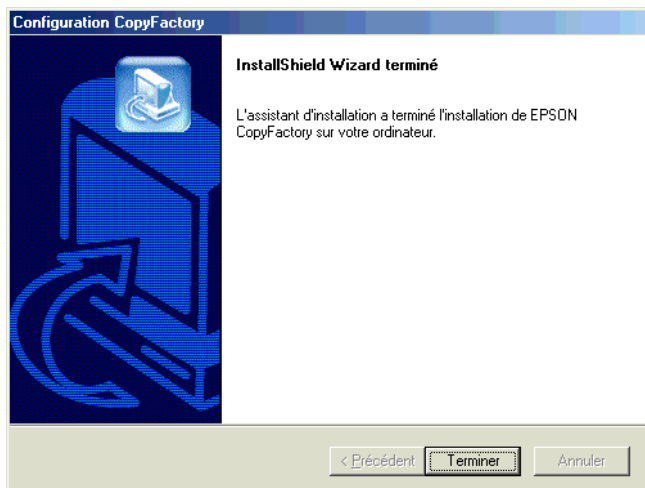 Configuration CopyFactory
InstallShield Wizard terminé
L'assistant d'installation a terminé l'installation de EPSON
CopyFactory sur votre ordinateur.
< Précédent Terminer Annuler